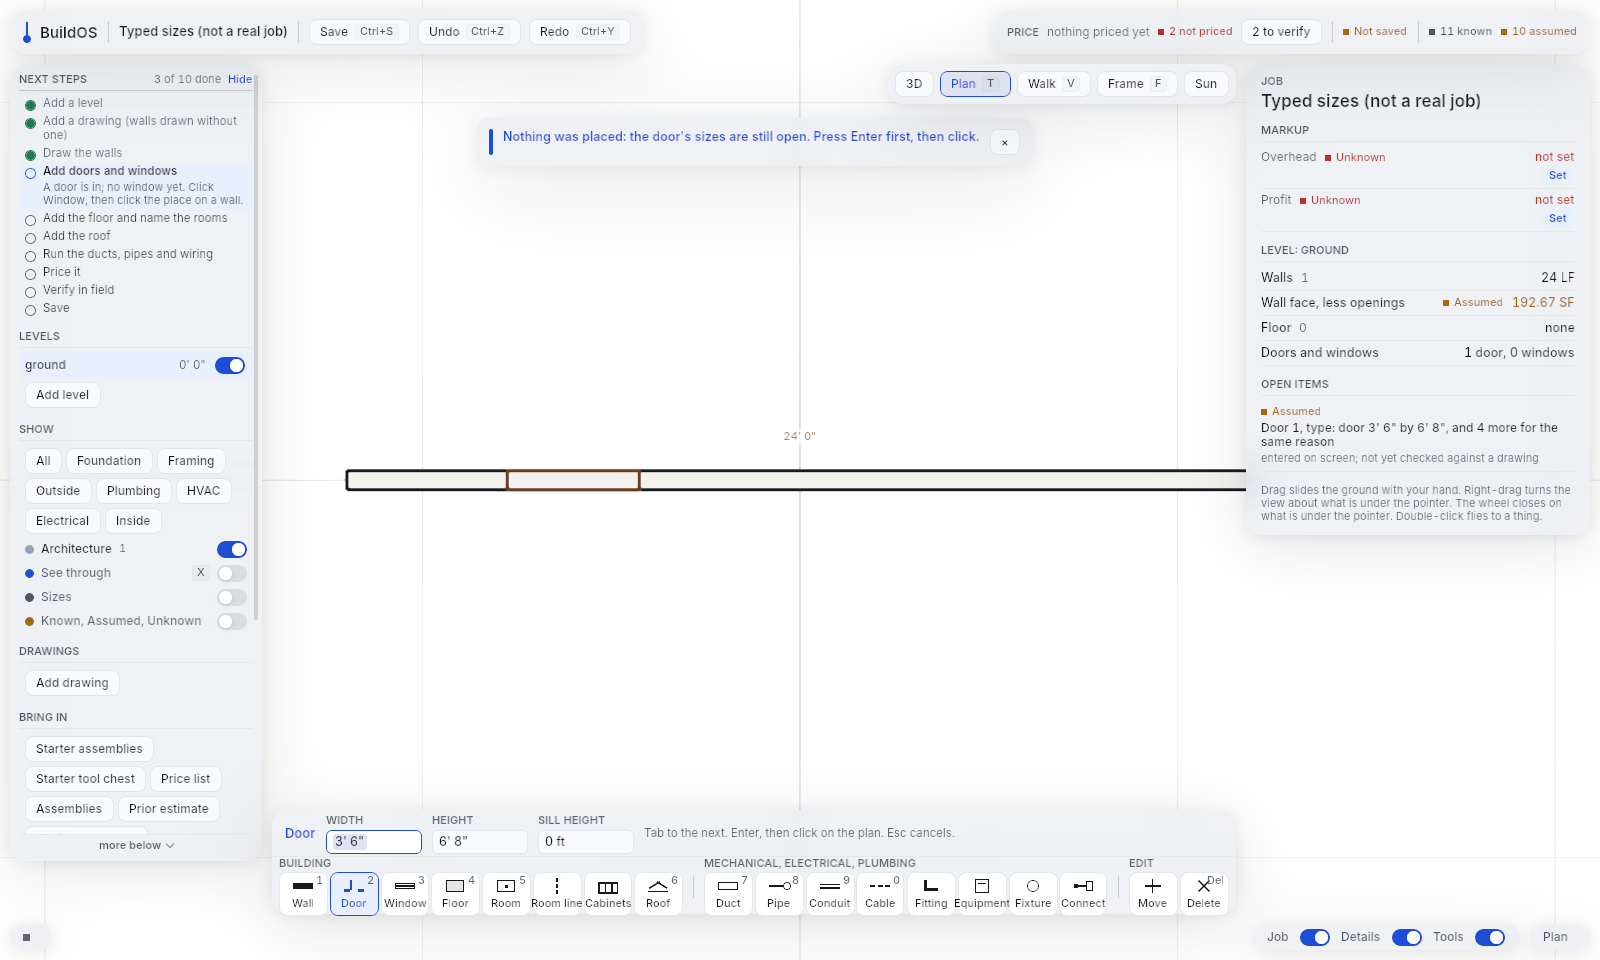 BuildOS
Typed sizes (not a real job)
Save Ctrl+S
Undo Ctrl+Z
Redo Ctrl+Y
PRICE nothing priced yet 2 not priced 2 to verify Not saved 11 known 10 assumed
3D
Plan T
Walk V
Frame F
Sun
Nothing was placed: the door's sizes are still open. Press Enter first, then click. ×
NEXT STEPS 3 of 10 done Hide
Add a level
Add a drawing (walls drawn without
one)
Draw the walls
Add doors and windows
A door is in; no window yet. Click
Window, then click the place on a wall.
Add the floor and name the rooms
Add the roof
Run the ducts, pipes and wiring
Price it
Verify in field
Save
LEVELS
ground 0' 0"
Add level
SHOW
All Foundation Framing
Outside Plumbing HVAC
Electrical Inside
Architecture 1
See through X
Sizes
Known, Assumed, Unknown
DRAWINGS
Add drawing
BRING IN
Starter assemblies
Starter tool chest Price list
Assemblies Prior estimate
more below
24' 0"
JOB
Typed sizes (not a real job)
MARKUP
Overhead Unknown not set
Set
Profit Unknown not set
Set
LEVEL: GROUND
Walls 1 24 LF
Wall face, less openings Assumed 192.67 SF
Floor 0 none
Doors and windows 1 door, 0 windows
OPEN ITEMS
Assumed
Door 1, type: door 3' 6" by 6' 8", and 4 more for the
same reason
entered on screen; not yet checked against a drawing
Drag slides the ground with your hand. Right-drag turns the
view about what is under the pointer. The wheel closes on
what is under the pointer. Double-click flies to a thing.
WIDTH HEIGHT SILL HEIGHT
Door 3' 6" 6' 8" 0 ft Tab to the next. Enter, then click on the plan. Esc cancels.
BUILDING MECHANICAL, ELECTRICAL, PLUMBING EDIT
1 2 3 4 5 6 7 8 9 0 Del
Wall Door Window Floor Room Room line Cabinets Roof Duct Pipe Conduit Cable Fitting Equipment Fixture Connect Move Delete
Job Details Tools Plan